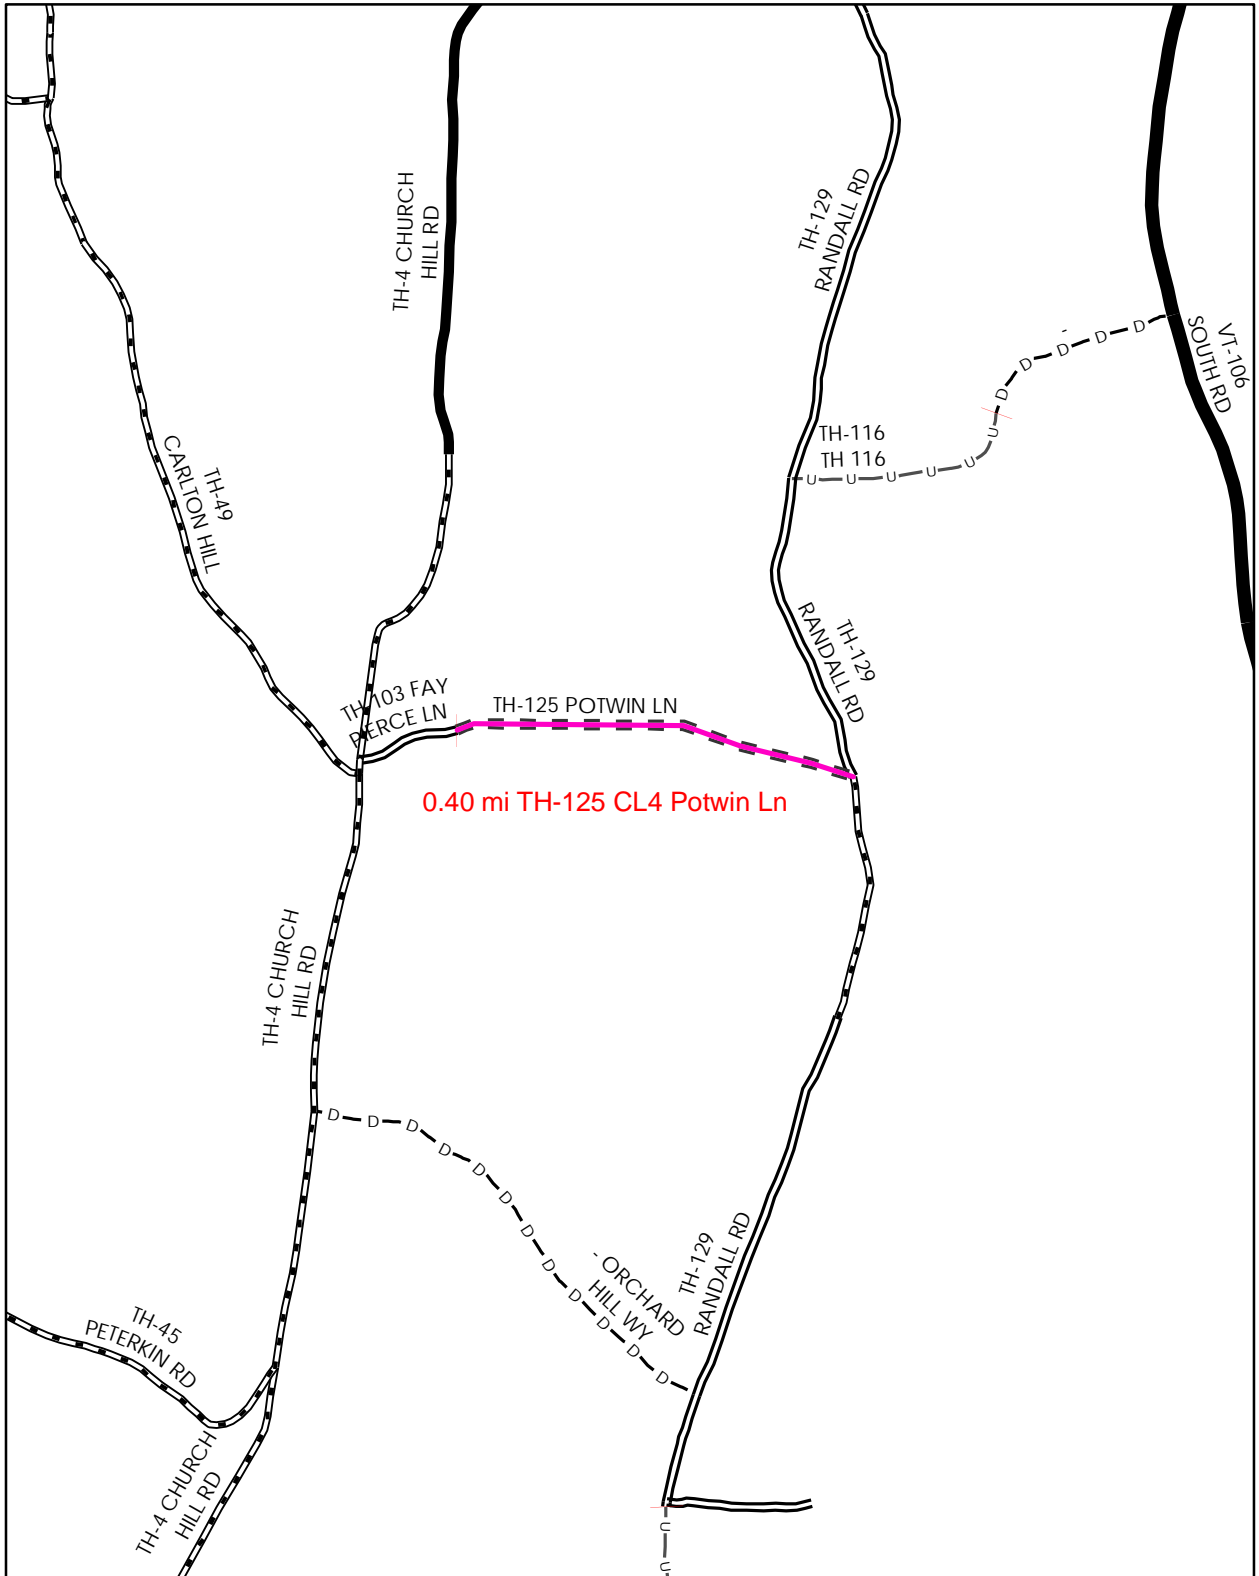 TH-4 CHURCH
HILL RD
TH-129
RANDALL RD
VT-106
SOUTH RD
-
D D D D D
TH-116
TH 116
U U U U U U
TH-49
CARLTON HILL
TH-129
RANDALL RD
TH-103 FAY
PIERCE LN
TH-125 POTWIN LN
0.40 mi TH-125 CL4 Potwin Ln
TH-4 CHURCH
HILL RD
D D D D D D D D D D D D
- ORCHARD
HILL WY
TH-129
RANDALL RD
TH-45
PETERKIN RD
TH-4 CHURCH
HILL RD
U
U